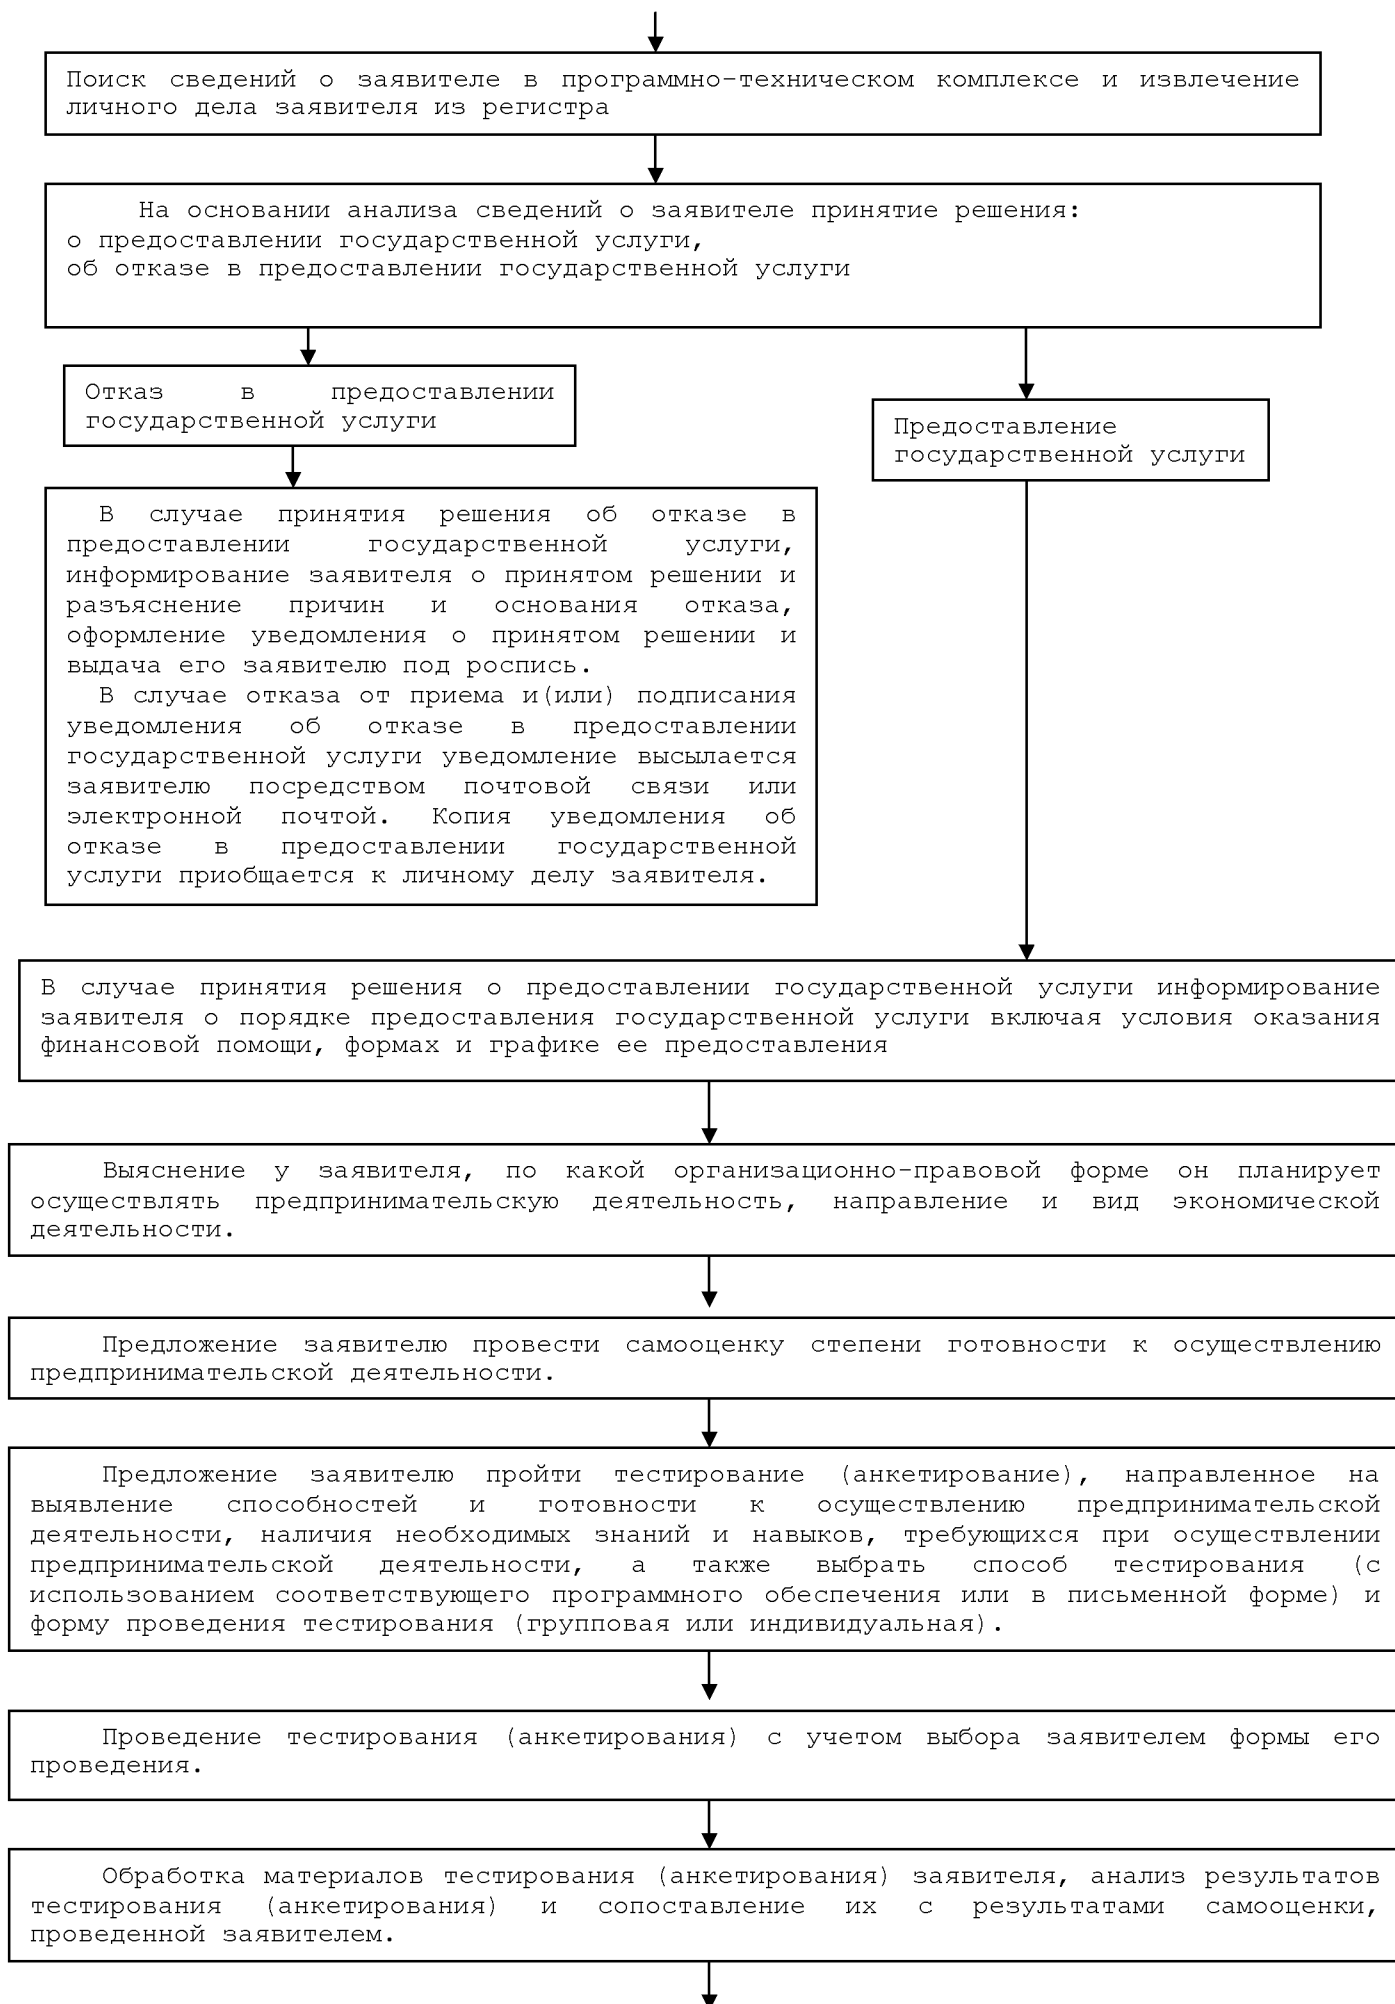 Поиск сведений о заявителе в программно-техническом комплексе и извлечение
личного дела заявителя из регистра
На основании анализа сведений о заявителе принятие решения:
о предоставлении государственной услуги,
об отказе в предоставлении государственной услуги
Отказ в предоставлении
государственной услуги
Предоставление
государственной услуги
В случае принятия решения об отказе в
предоставлении государственной услуги,
информирование заявителя о принятом решении и
разъяснение причин и основания отказа,
оформление уведомления о принятом решении и
выдача его заявителю под роспись.
В случае отказа от приема и(или) подписания
уведомления об отказе в предоставлении
государственной услуги уведомление высылается
заявителю посредством почтовой связи или
электронной почтой. Копия уведомления об
отказе в предоставлении государственной
услуги приобщается к личному делу заявителя.
В случае принятия решения о предоставлении государственной услуги информирование
заявителя о порядке предоставления государственной услуги включая условия оказания
финансовой помощи, формах и графике ее предоставления
Выяснение у заявителя, по какой организационно-правовой форме он планирует
осуществлять предпринимательскую деятельность, направление и вид экономической
деятельности.
Предложение заявителю провести самооценку степени готовности к осуществлению
предпринимательской деятельности.
Предложение заявителю пройти тестирование (анкетирование), направленное на
выявление способностей и готовности к осуществлению предпринимательской
деятельности, наличия необходимых знаний и навыков, требующихся при осуществлении
предпринимательской деятельности, а также выбрать способ тестирования (с
использованием соответствующего программного обеспечения или в письменной форме) и
форму проведения тестирования (групповая или индивидуальная).
Проведение тестирования (анкетирования) с учетом выбора заявителем формы его
проведения.
Обработка материалов тестирования (анкетирования) заявителя, анализ результатов
тестирования (анкетирования) и сопоставление их с результатами самооценки,
проведенной заявителем.